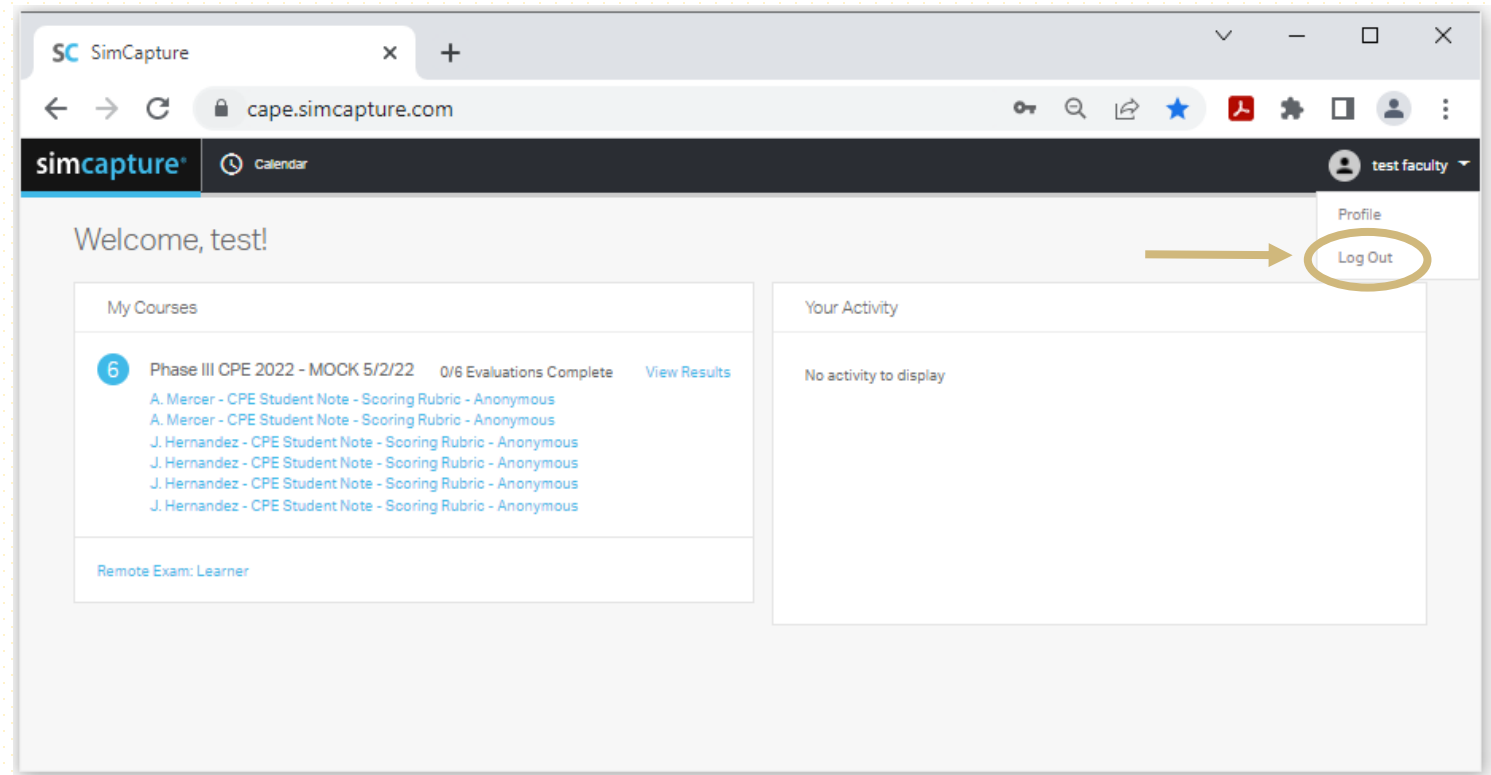 SC SimCapture
cape.simcapture.com
simcapture
Calendar
test faculty
Profile
Log Out
Welcome, test!
My Courses
6 Phase III CPE 2022 - MOCK 5/2/22 0/6 Evaluations Complete View Results
A. Mercer - CPE Student Note - Scoring Rubric - Anonymous
A. Mercer - CPE Student Note - Scoring Rubric - Anonymous
J. Hernandez - CPE Student Note - Scoring Rubric - Anonymous
J. Hernandez - CPE Student Note - Scoring Rubric - Anonymous
J. Hernandez - CPE Student Note - Scoring Rubric - Anonymous
J. Hernandez - CPE Student Note - Scoring Rubric - Anonymous
Remote Exam: Learner
Your Activity
No activity to display